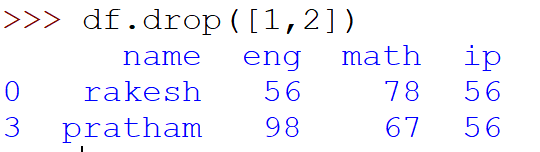 >>> df.drop([1,2])
name eng math ip
0 rakesh 56 78 56
3 pratham 98 67 56